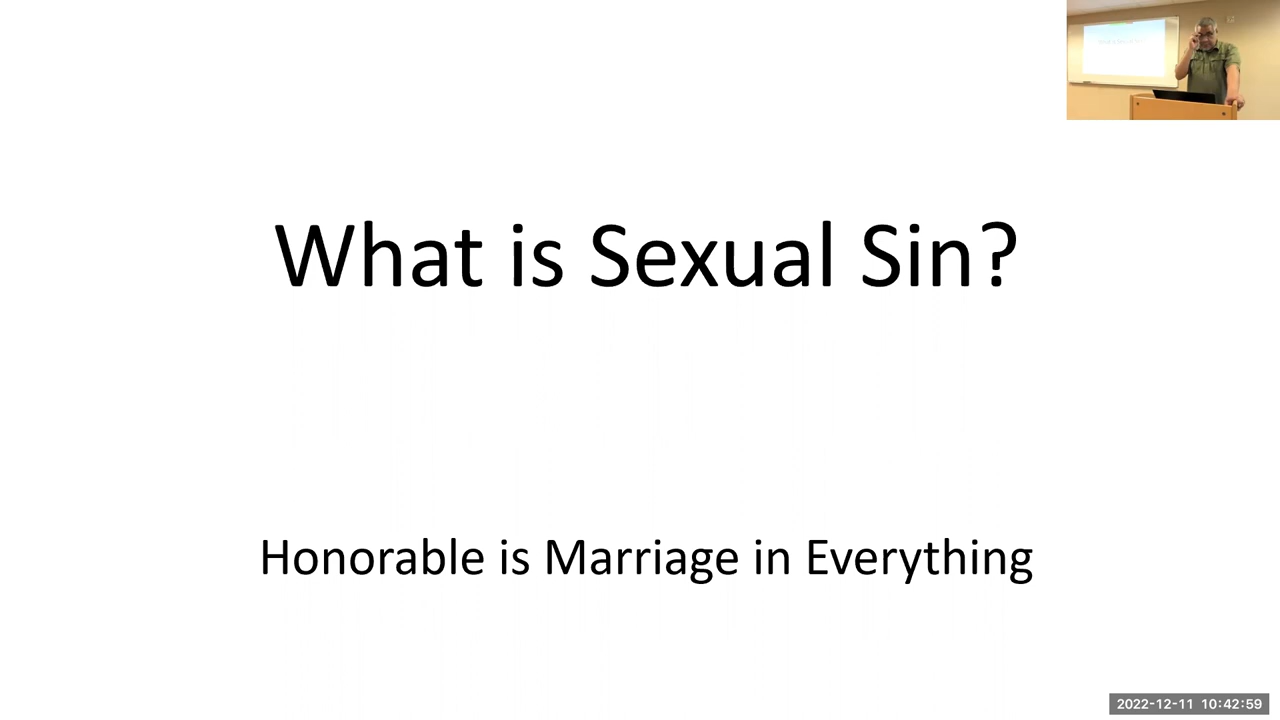 What is Sexual Sin?
Honorable is Marriage in Everything
2022-12-11 10:42:59